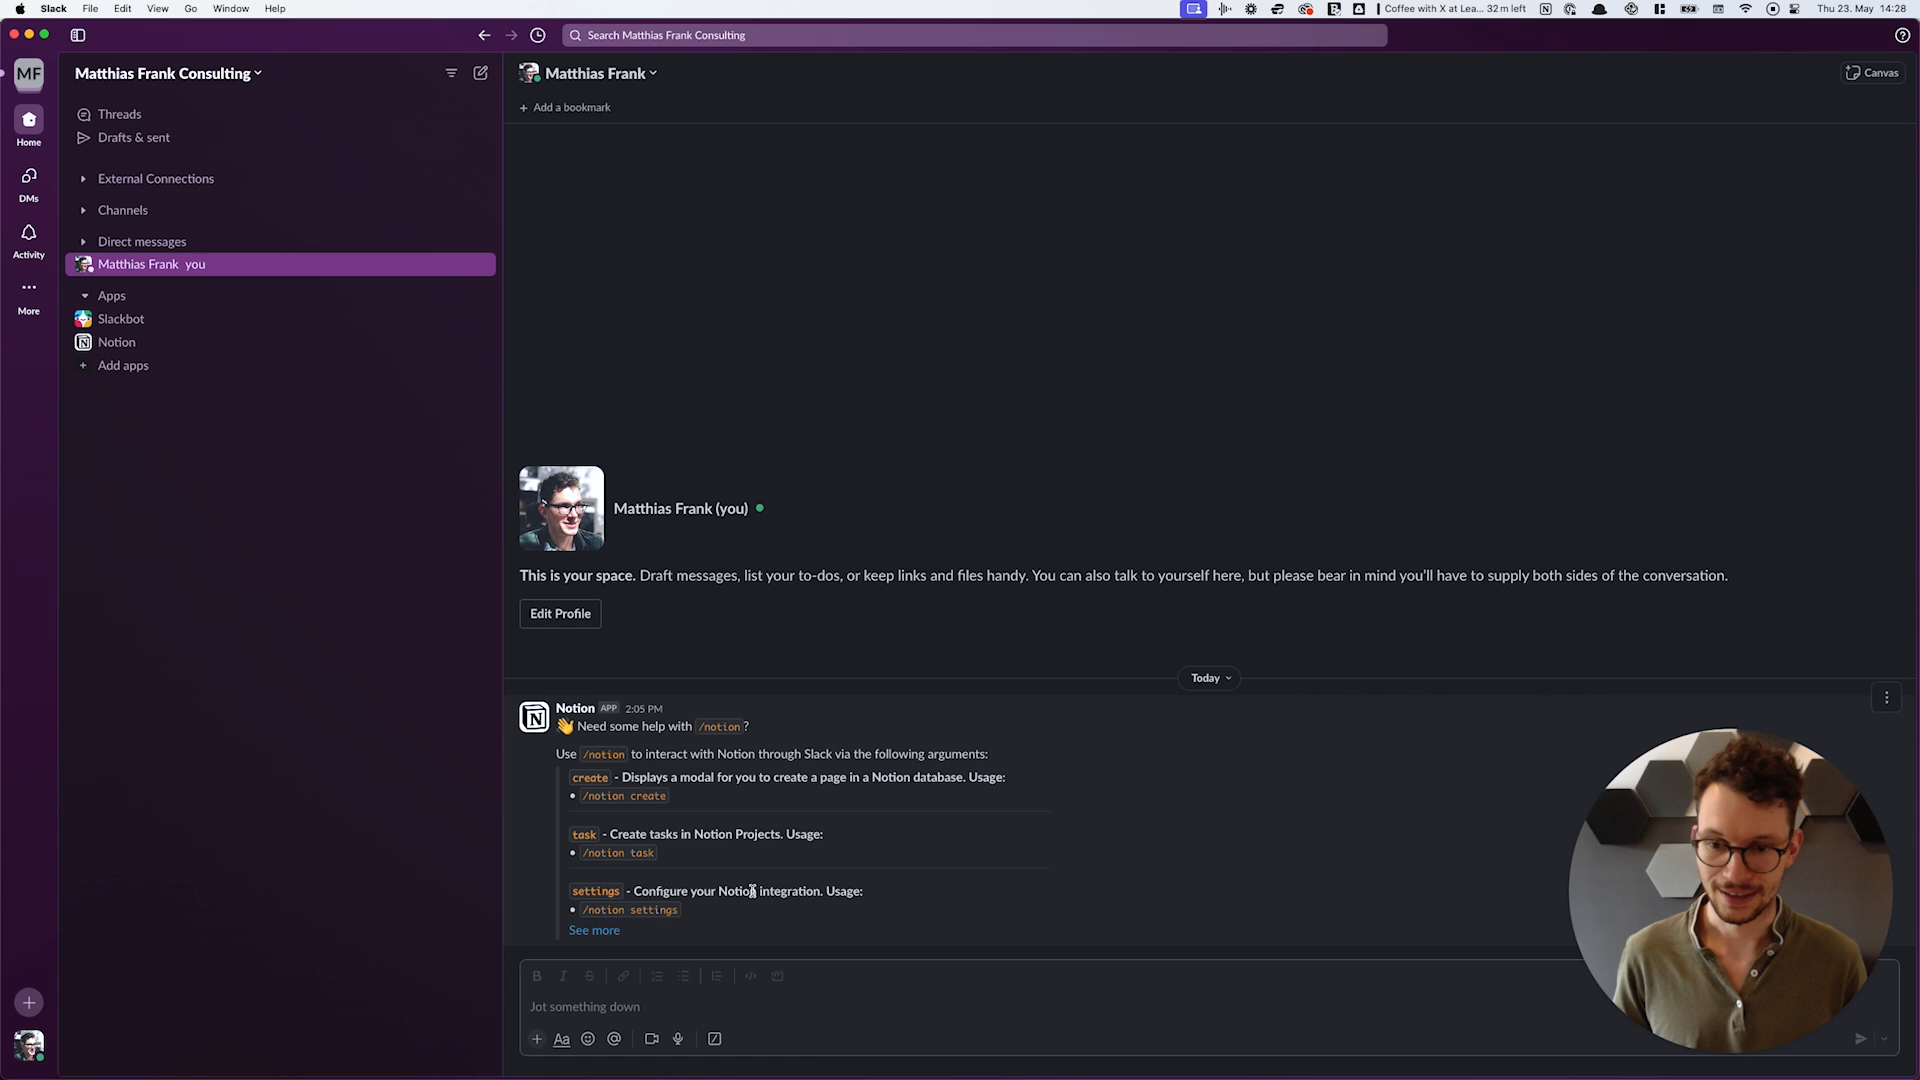 Slack File Edit View Go Window Help
Coffee with X at Lea... 32 m left
Thu 23. May 14:28
Search Matthias Frank Consulting
MF
Matthias Frank Consulting
Home
DMs
Activity
More
Threads
Drafts & sent
External Connections
Channels
Direct messages
Matthias Frank you
Apps
Slackbot
Notion
Add apps
Matthias Frank
Canvas
Add a bookmark
Matthias Frank (you)
This is your space. Draft messages, list your to-dos, or keep links and files handy. You can also talk to yourself here, but please bear in mind you'll have to supply both sides of the conversation.
Edit Profile
Today
Notion APP 2:05 PM
Need some help with /notion?
Use /notion to interact with Notion through Slack via the following arguments:
create - Displays a modal for you to create a page in a Notion database. Usage:
• /notion create
task - Create tasks in Notion Projects. Usage:
• /notion task
settings - Configure your Notion integration. Usage:
• /notion settings
See more
Jot something down
Aa